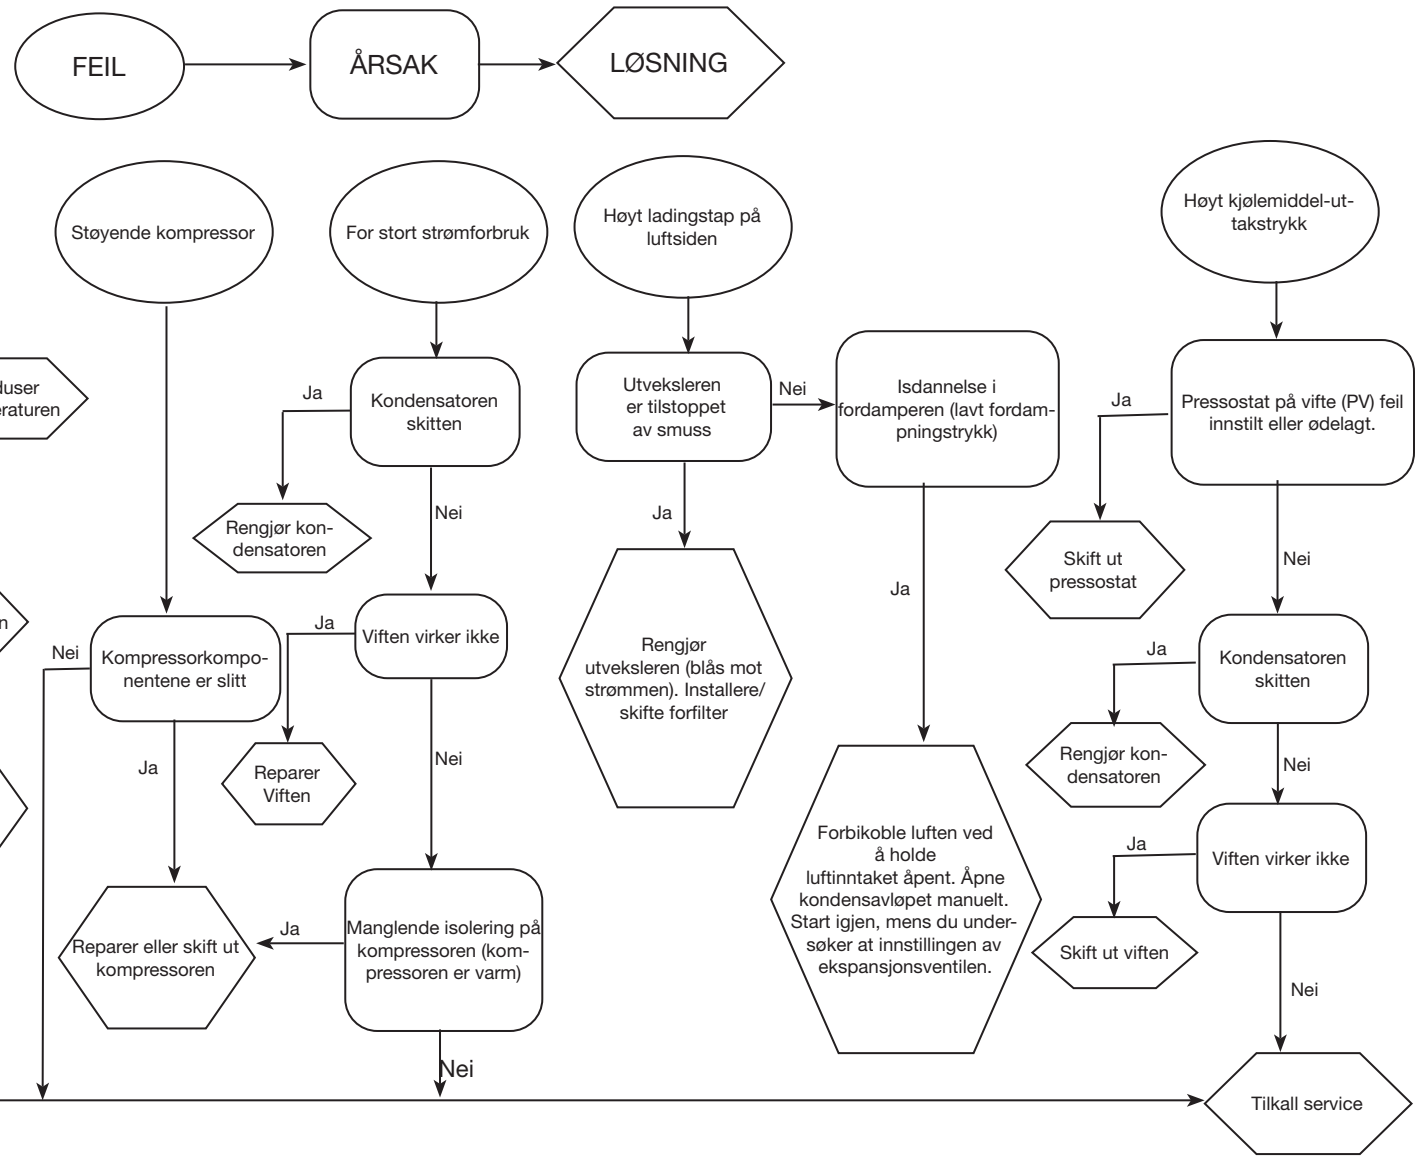 FEIL
ÅRSAK
LØSNING
Støyende kompressor
For stort strømforbruk
Høyt ladingstap på
luftsiden
Høyt kjølemiddel-ut-
takstrykk
duser
eraturen
Ja
Kondensatoren
skitten
Utveksleren
er tilstoppet
av smuss
Nei
Isdannelse i
fordamperen (lavt fordam-
pningstrykk)
Ja
Pressostat på vifte (PV) feil
innstilt eller ødelagt.
Rengjør kon-
densatoren
Nei
Ja
Skift ut
pressostat
Nei
Ja
n
Nei
Kompressorkompo-
nentene er slitt
Ja
Viften virker ikke
Rengjør
utveksleren (blås mot
strømmen). Installere/
skifte forfilter
Ja
Kondensatoren
skitten
Ja
Reparer
Viften
Nei
Rengjør kon-
densatoren
Nei
Forbikoble luften ved
å holde
luftinntaket åpent. Åpne
kondensavløpet manuelt.
Start igjen, mens du under-
søker at innstillingen av
ekspansjonsventilen.
Ja
Viften virker ikke
Reparer eller skift ut
kompressoren
Ja
Manglende isolering på
kompressoren (kom-
pressoren er varm)
Skift ut viften
Nei
Nei
Tilkall service